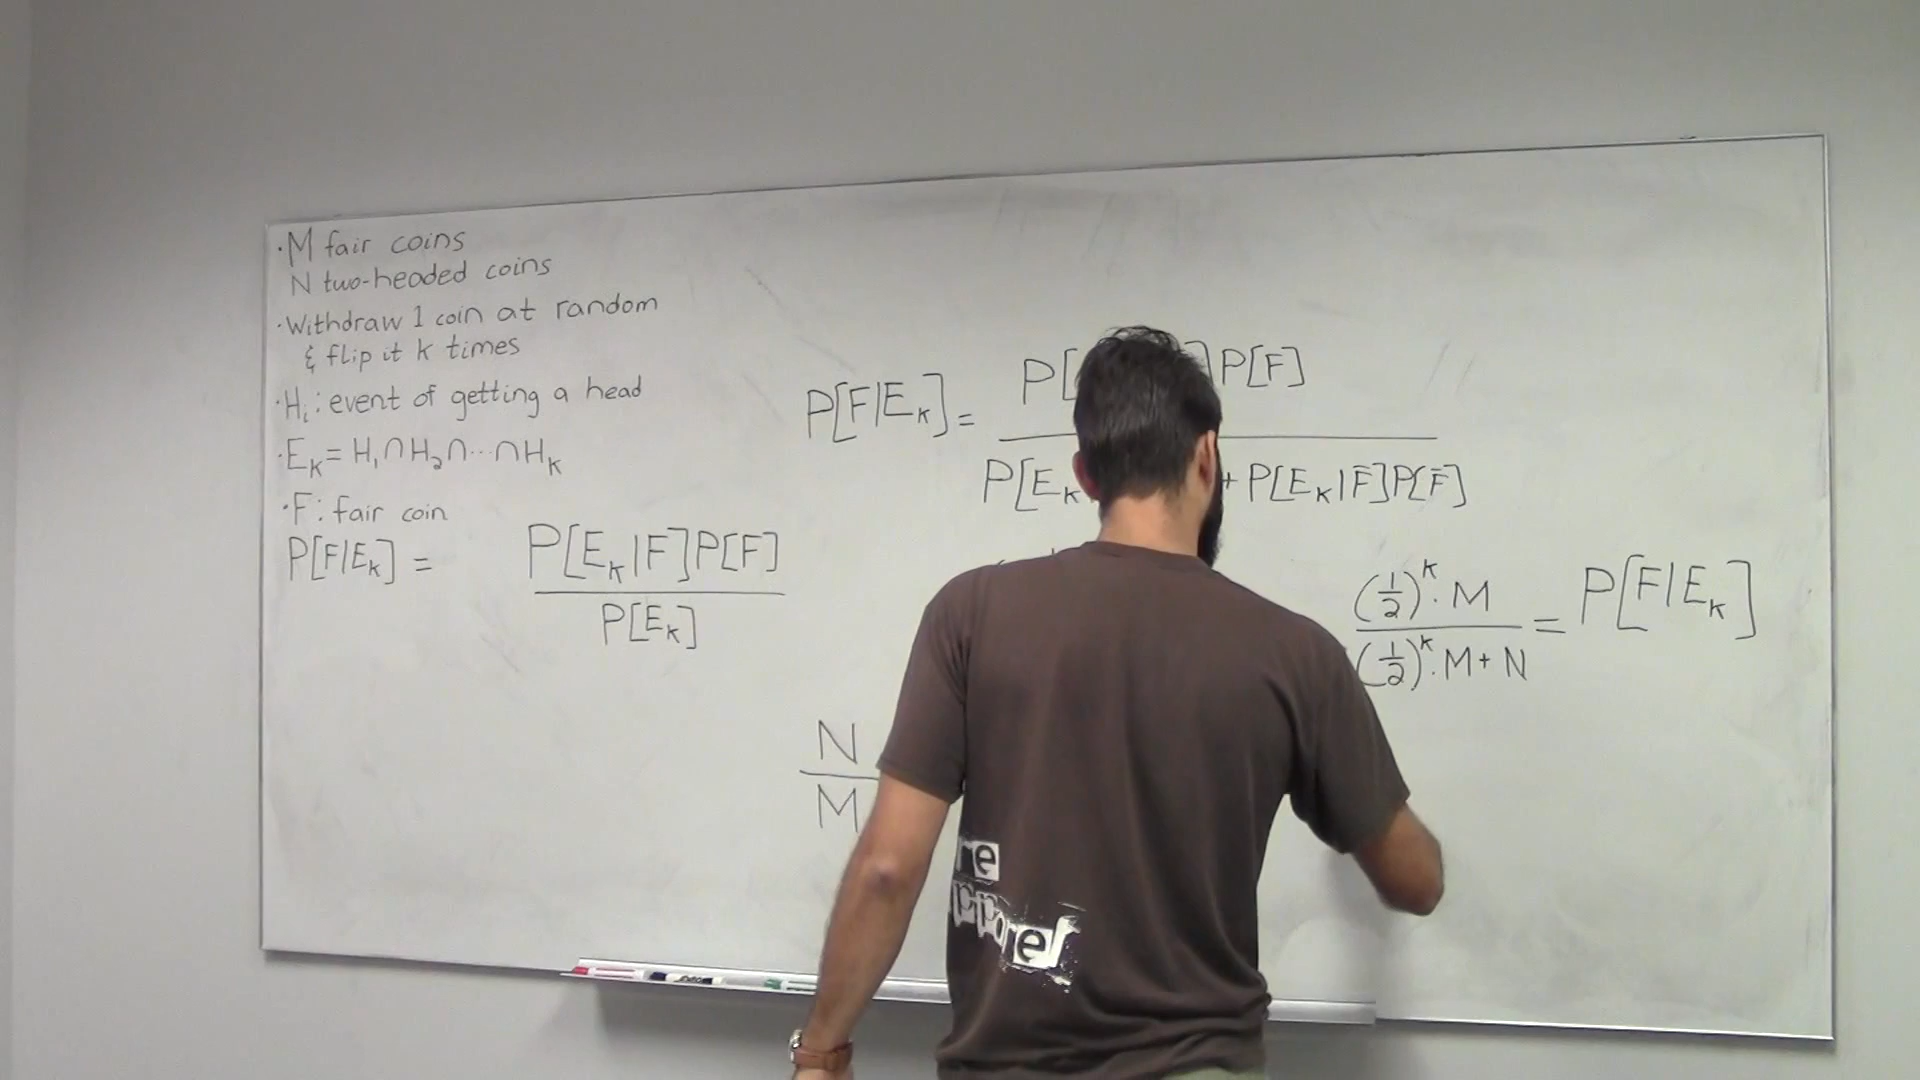 · M fair coins
N two-headed coins
· Withdraw 1 coin at random
& flip it k times
· Hᵢ : event of getting a head
· Eₖ = H₁∩H₂∩···∩Hₖ
· F : fair coin
P[F|Eₖ] =
P[Eₖ|F]P[F]
P[Eₖ]
P[F|Eₖ] =
P[ ]P[F]
P[Eₖ + P[Eₖ|F̄]P[F̄]
(1/2)ᵏ · M
(1/2)ᵏ · M + N
= P[F|Eₖ]
N
M